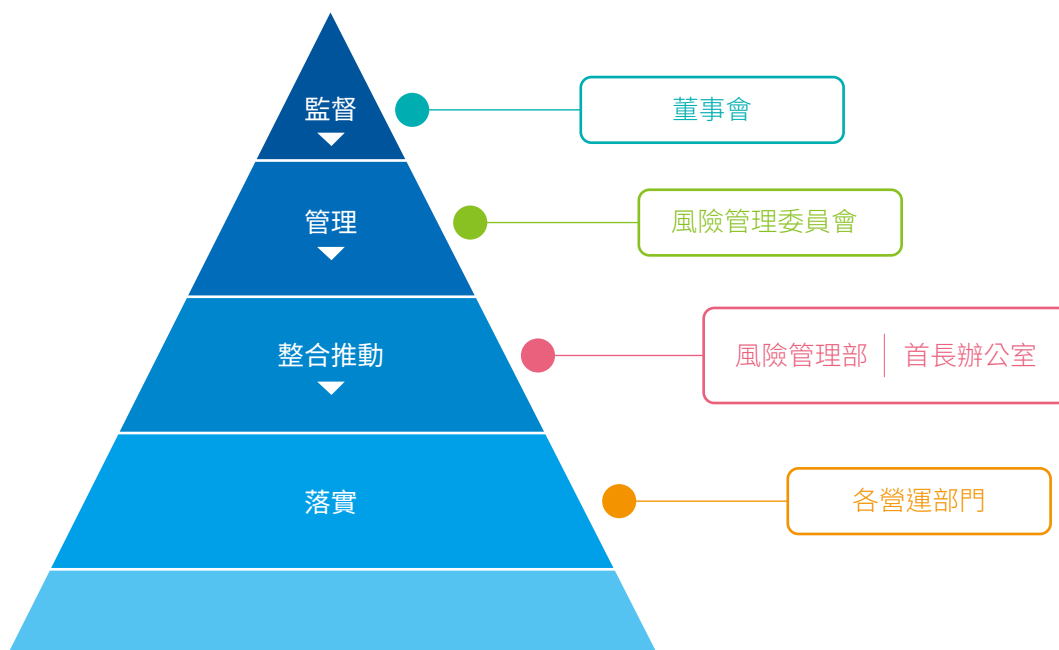 監督
董事會
管理
風險管理委員會
整合推動
風險管理部 首長辦公室
落實
各營運部門